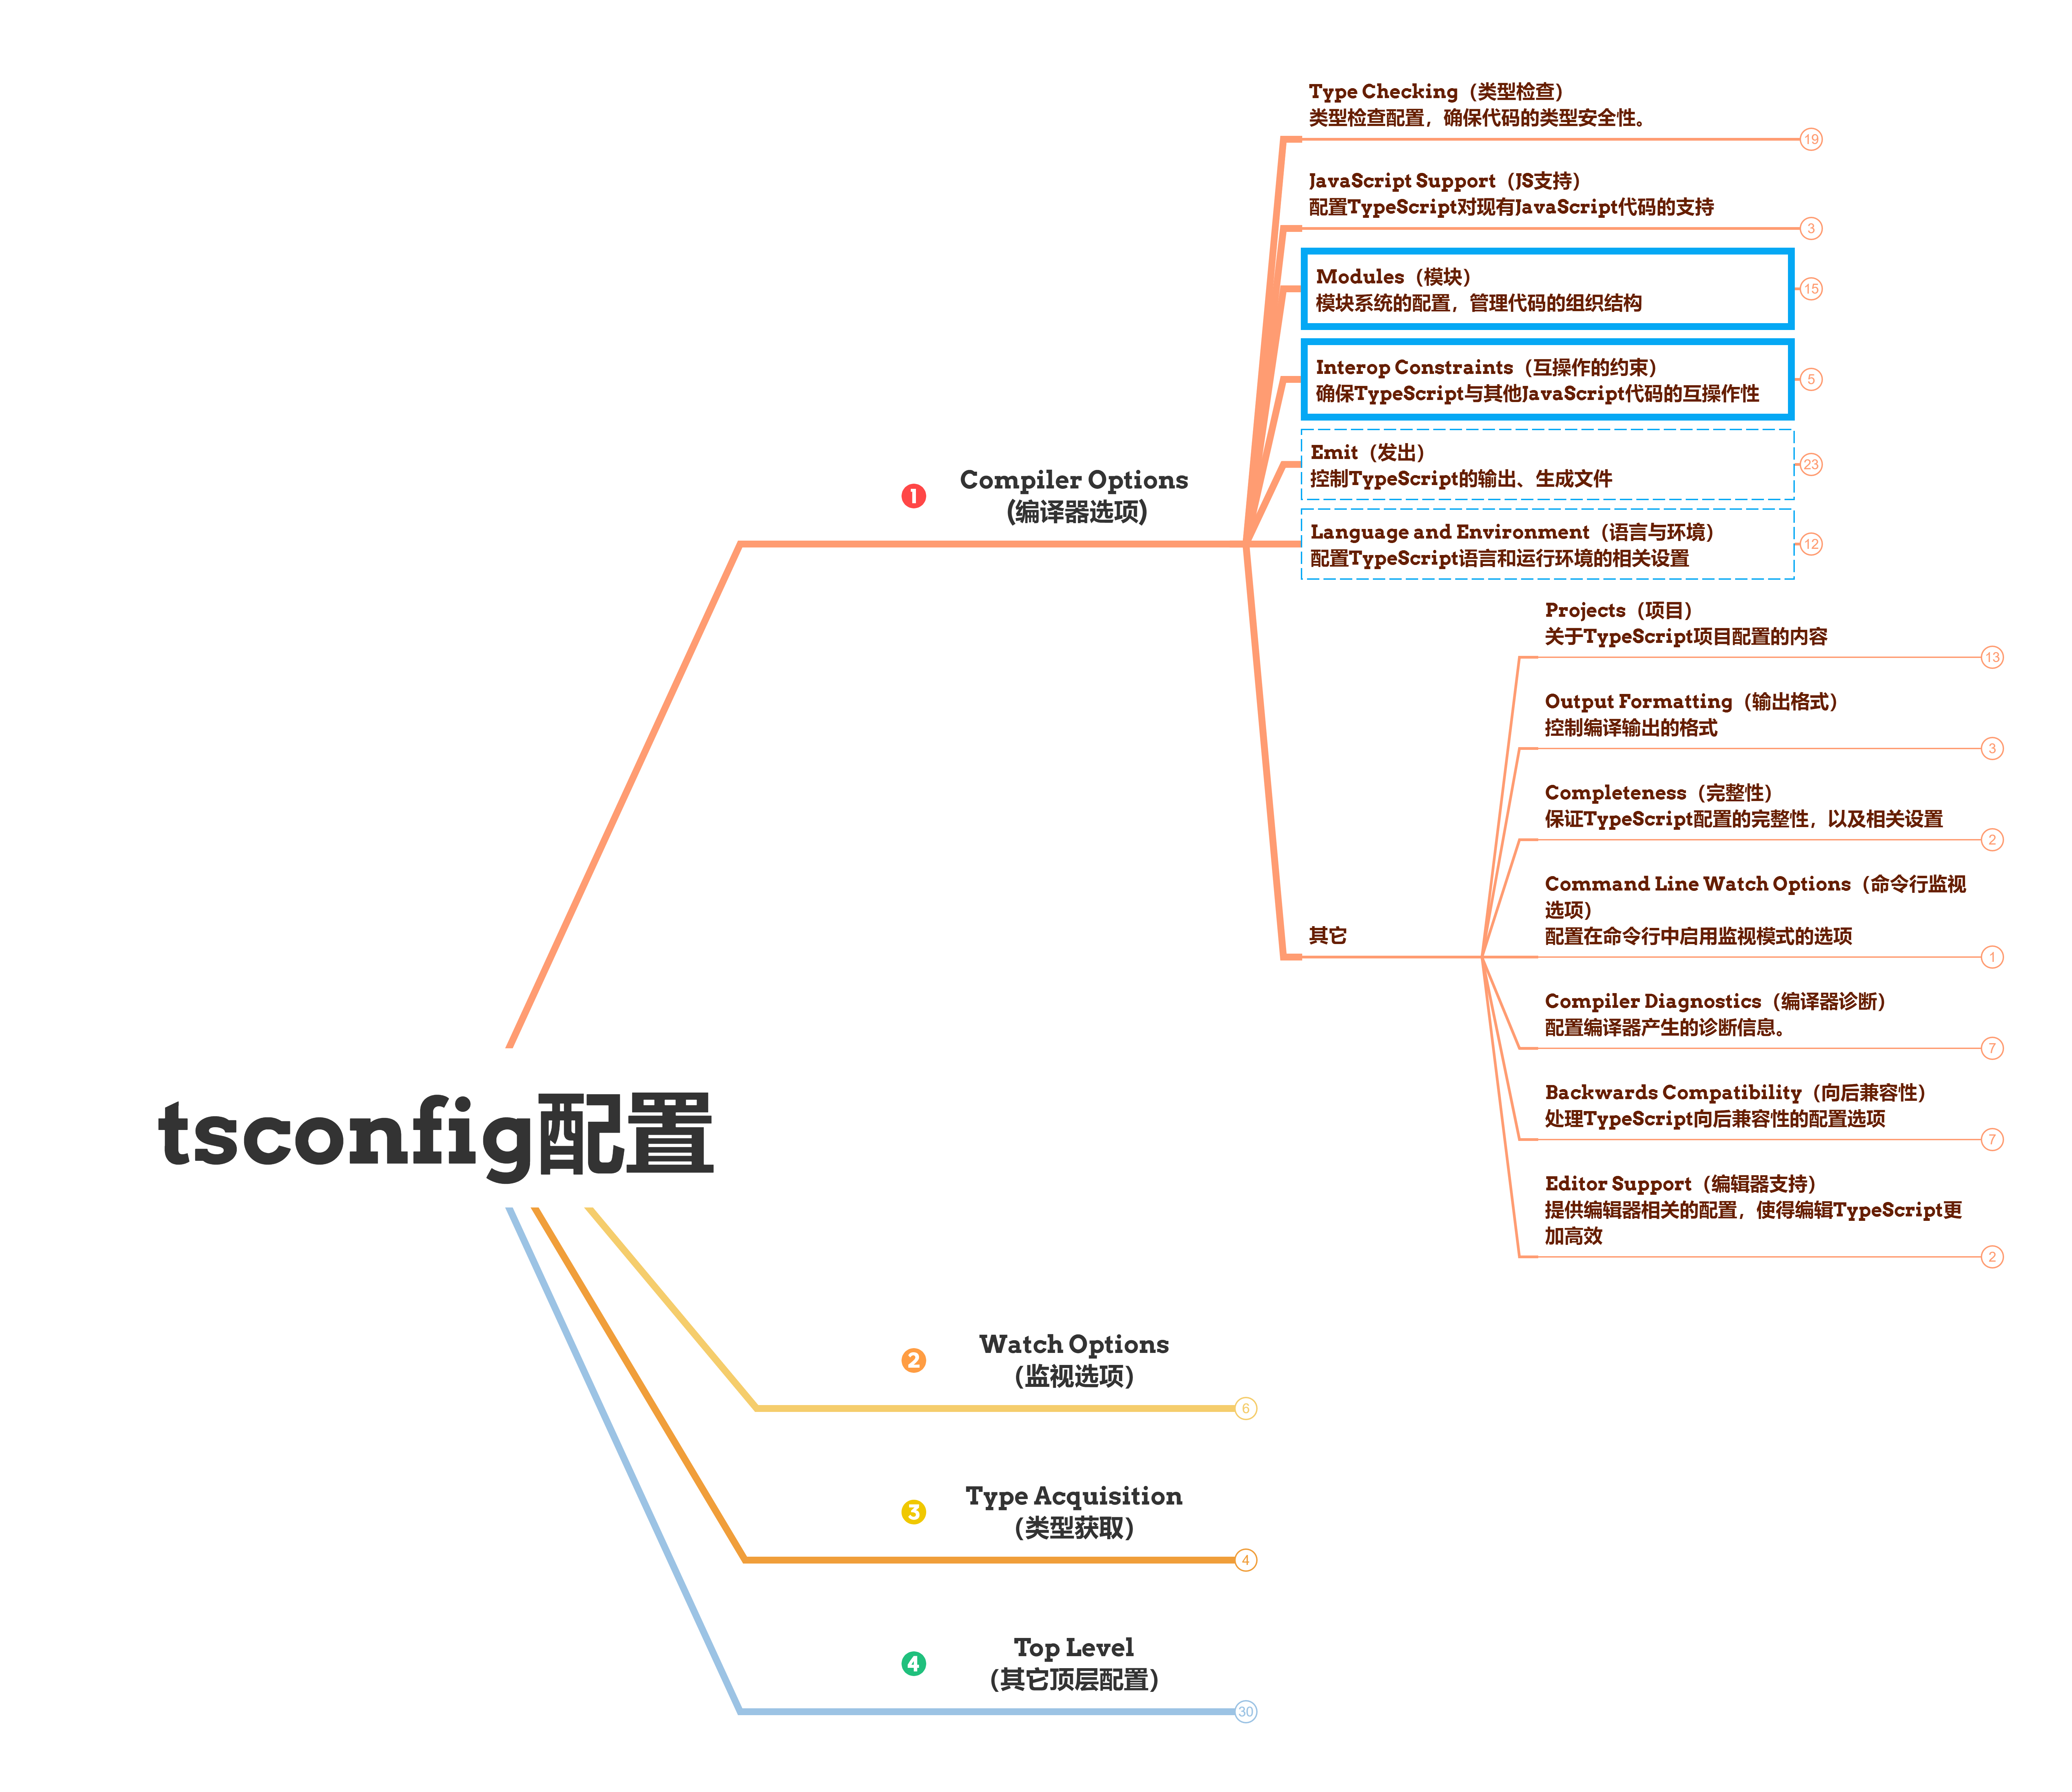 Type Checking（类型检查）
类型检查配置，确保代码的类型安全性。
19
JavaScript Support（JS支持）
配置TypeScript对现有JavaScript代码的支持
3
Modules（模块）
模块系统的配置，管理代码的组织结构
15
Interop Constraints（互操作的约束）
确保TypeScript与其他JavaScript代码的互操作性
5
Emit（发出）
控制TypeScript的输出、生成文件
23
1
Compiler Options
(编译器选项)
Language and Environment（语言与环境）
配置TypeScript语言和运行环境的相关设置
12
Projects（项目）
关于TypeScript项目配置的内容
13
Output Formatting（输出格式）
控制编译输出的格式
3
Completeness（完整性）
保证TypeScript配置的完整性，以及相关设置
2
其它
Command Line Watch Options（命令行监视
选项）
配置在命令行中启用监视模式的选项
1
Compiler Diagnostics（编译器诊断）
配置编译器产生的诊断信息。
7
Backwards Compatibility（向后兼容性）
处理TypeScript向后兼容性的配置选项
7
Editor Support（编辑器支持）
提供编辑器相关的配置，使得编辑TypeScript更
加高效
2
tsconfig配置
2
Watch Options
（监视选项）
6
3
Type Acquisition
（类型获取）
4
4
Top Level
（其它顶层配置）
30